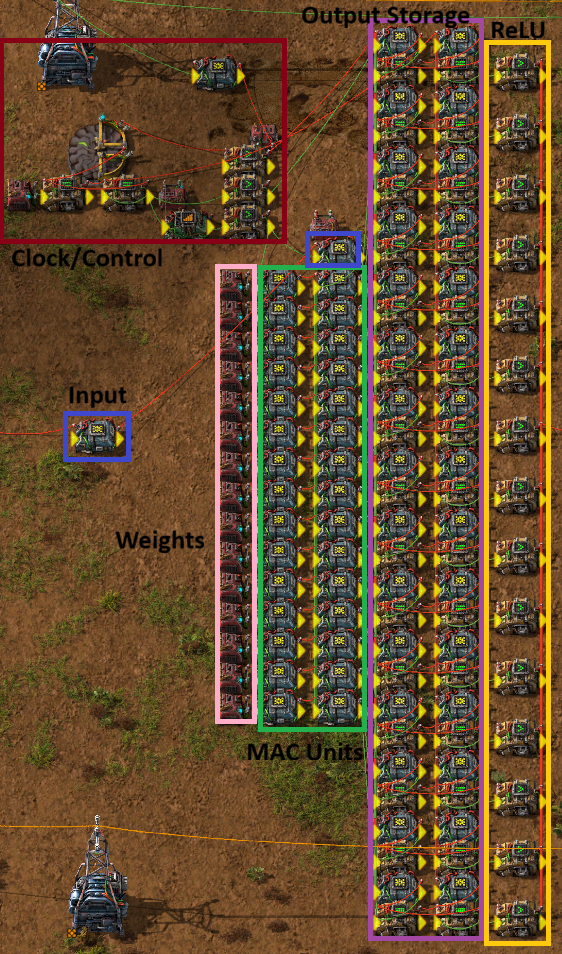 Output Storage
ReLU
Clock/Control
Input
Weights
MAC Units